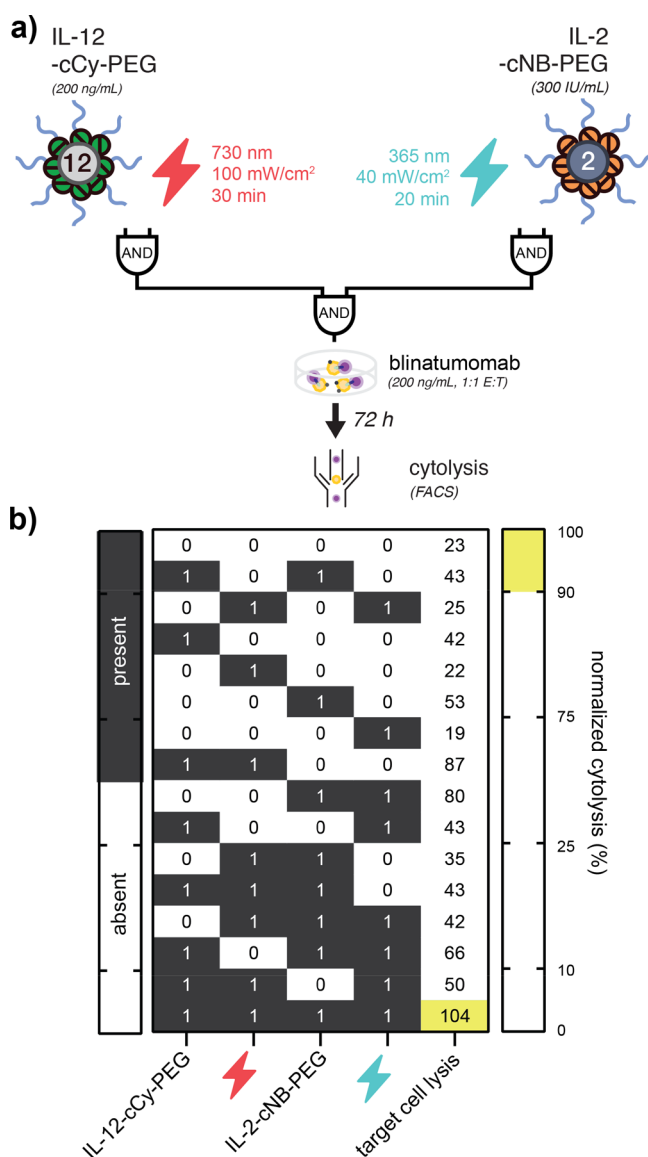 a)
IL-12
-cCy-PEG
(200 ng/mL)
IL-2
-cNB-PEG
(300 IU/mL)
12
730 nm
100 mW/cm²
30 min
365 nm
40 mW/cm²
20 min
2
AND
AND
AND
blinatumomab
(200 ng/mL, 1:1 E:T)
72 h
cytolysis
(FACS)
b)
present
absent
0 0 0 0 23
1 0 1 0 43
0 1 0 1 25
1 0 0 0 42
0 1 0 0 22
0 0 1 0 53
0 0 0 1 19
1 1 0 0 87
0 0 1 1 80
1 0 0 1 43
0 1 1 0 35
1 1 1 0 43
0 1 1 1 42
1 0 1 1 66
1 1 0 1 50
1 1 1 1 104
100
90
75
25
10
0
normalized cytolysis (%)
IL-12-cCy-PEG
IL-2-cNB-PEG
target cell lysis